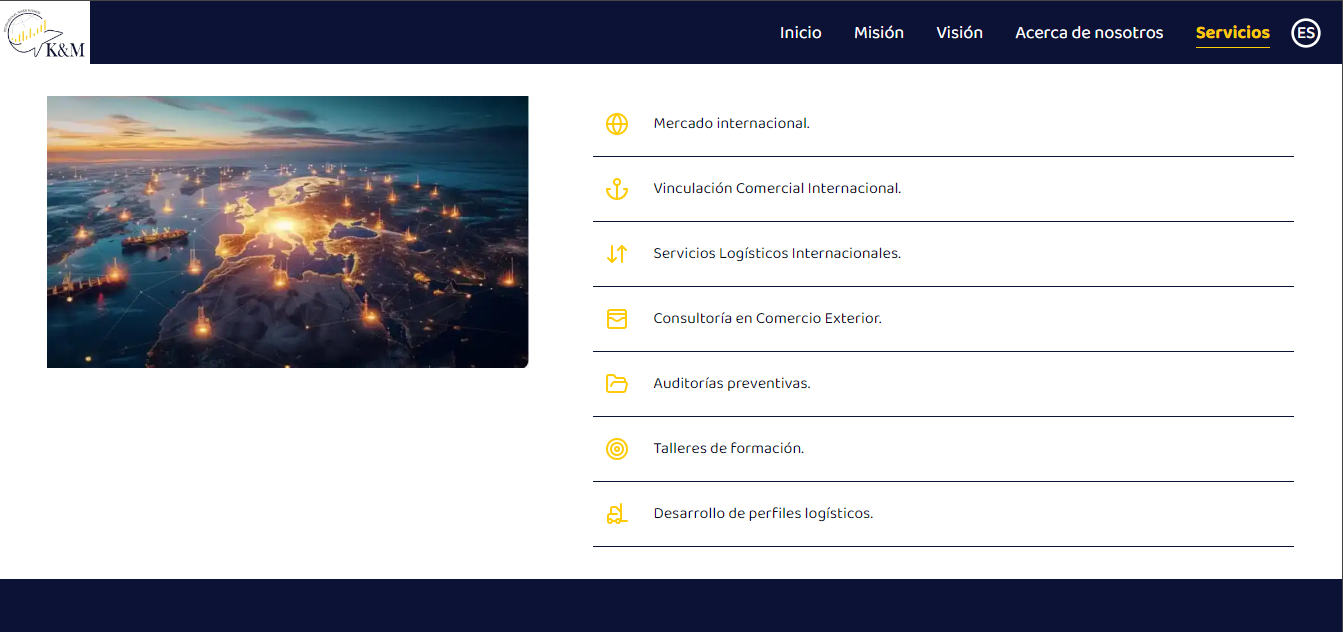 K&M
Inicio Misión Visión Acerca de nosotros Servicios ES
Mercado internacional.
Vinculación Comercial Internacional.
Servicios Logísticos Internacionales.
Consultoría en Comercio Exterior.
Auditorías preventivas.
Talleres de formación.
Desarrollo de perfiles logísticos.